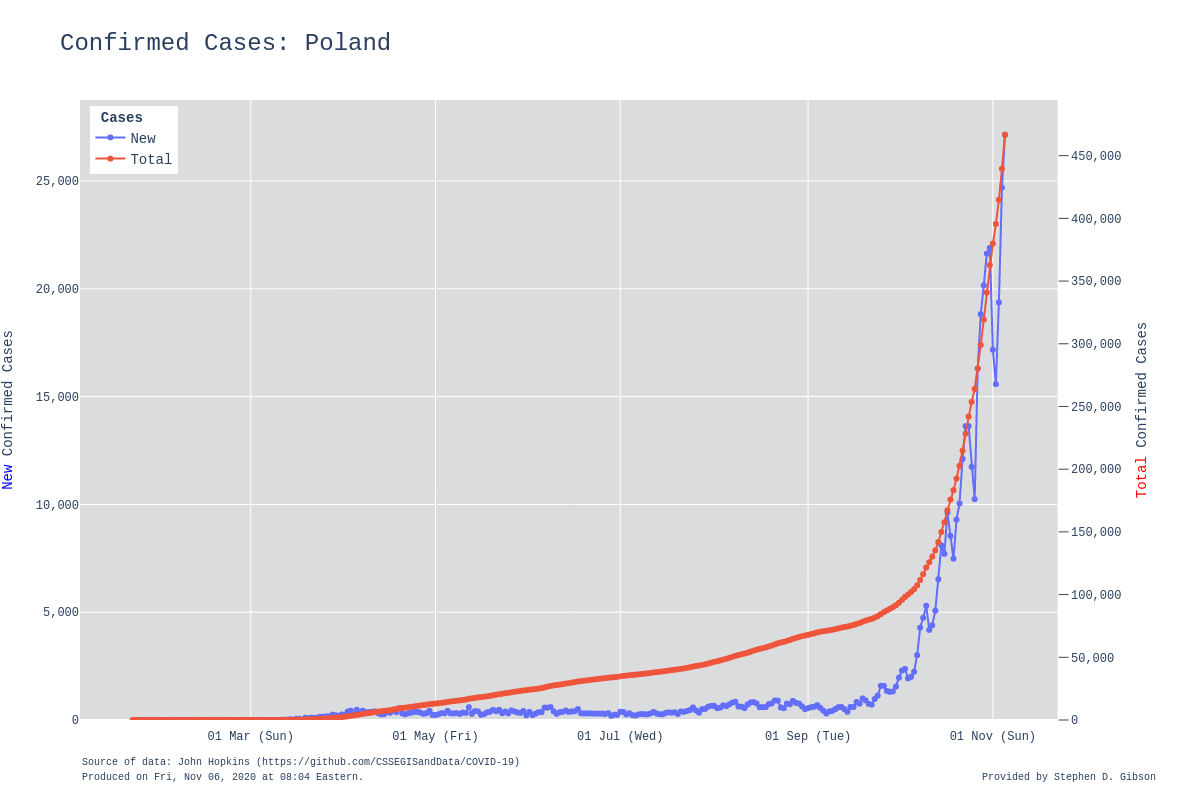 Confirmed Cases: Poland
Cases
New
Total
25,000
20,000
15,000
10,000
5,000
0
New Confirmed Cases
450,000
400,000
350,000
300,000
250,000
200,000
150,000
100,000
50,000
0
Total Confirmed Cases
01 Mar (Sun)
01 May (Fri)
01 Jul (Wed)
01 Sep (Tue)
01 Nov (Sun)
Source of data: John Hopkins (https://github.com/CSSEGISandData/COVID-19)
Produced on Fri, Nov 06, 2020 at 08:04 Eastern.
Provided by Stephen D. Gibson